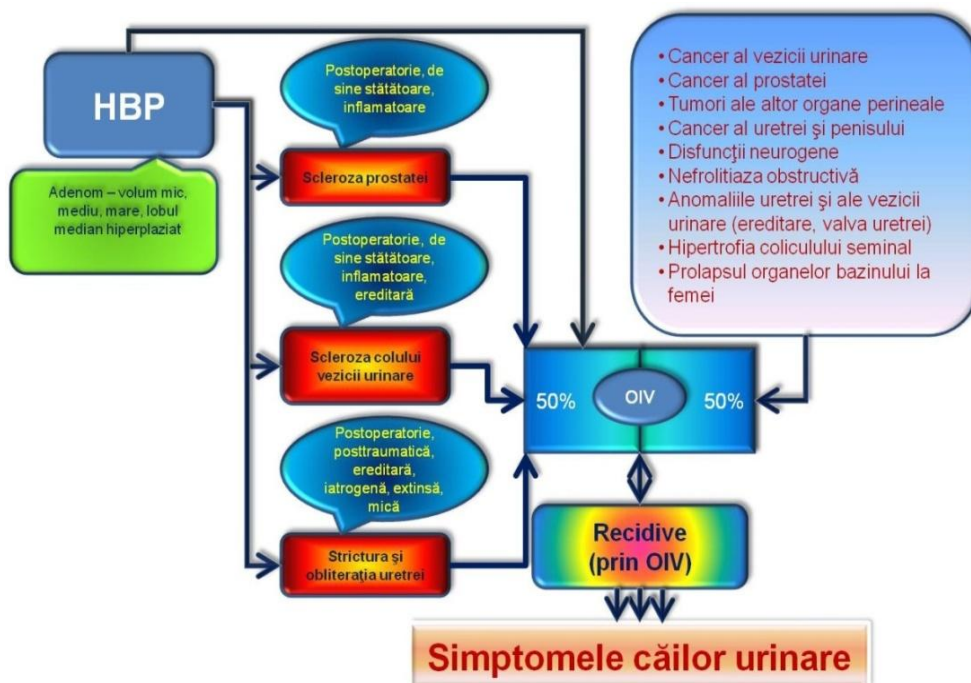 HBP
Adenom – volum mic,
mediu, mare, lobul
median hiperplaziat
Postoperatorie, de
sine stătătoare,
inflamatoare
Scleroza prostatei
Postoperatorie, de
sine stătătoare,
inflamatoare,
ereditară
Scleroza colului
vezicii urinare
Postoperatorie,
posttraumatică,
ereditară,
iatrogenă, extinsă,
mică
Strictura şi
obliteraţia uretrei
• Cancer al vezicii urinare
• Cancer al prostatei
• Tumori ale altor organe perineale
• Cancer al uretrei şi penisului
• Disfuncţii neurogene
• Nefrolitiaza obstructivă
• Anomaliile uretrei şi ale vezicii
urinare (ereditare, valva uretrei)
• Hipertrofia coliculului seminal
• Prolapsul organelor bazinului la
femei
50%
OIV
50%
Recidive
(prin OIV)
Simptomele căilor urinare